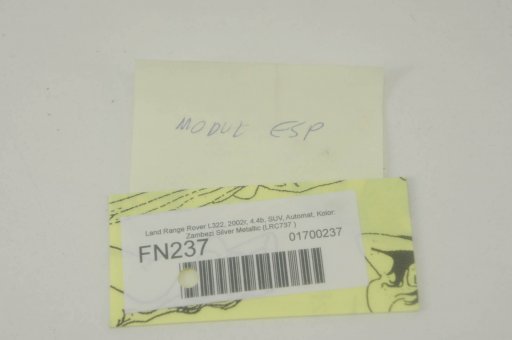 MODUL ESP
Land Range Rover L322, 2002r, 4.4b, SUV, Automat, Kolor:
Zambezi Silver Metallic (LRC737 )
FN237
01700237